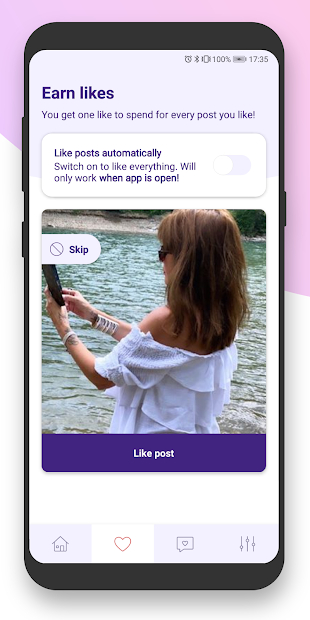 100% 17:35
Earn likes
You get one like to spend for every post you like!
Like posts automatically
Switch on to like everything. Will
only work when app is open!
Skip
Like post